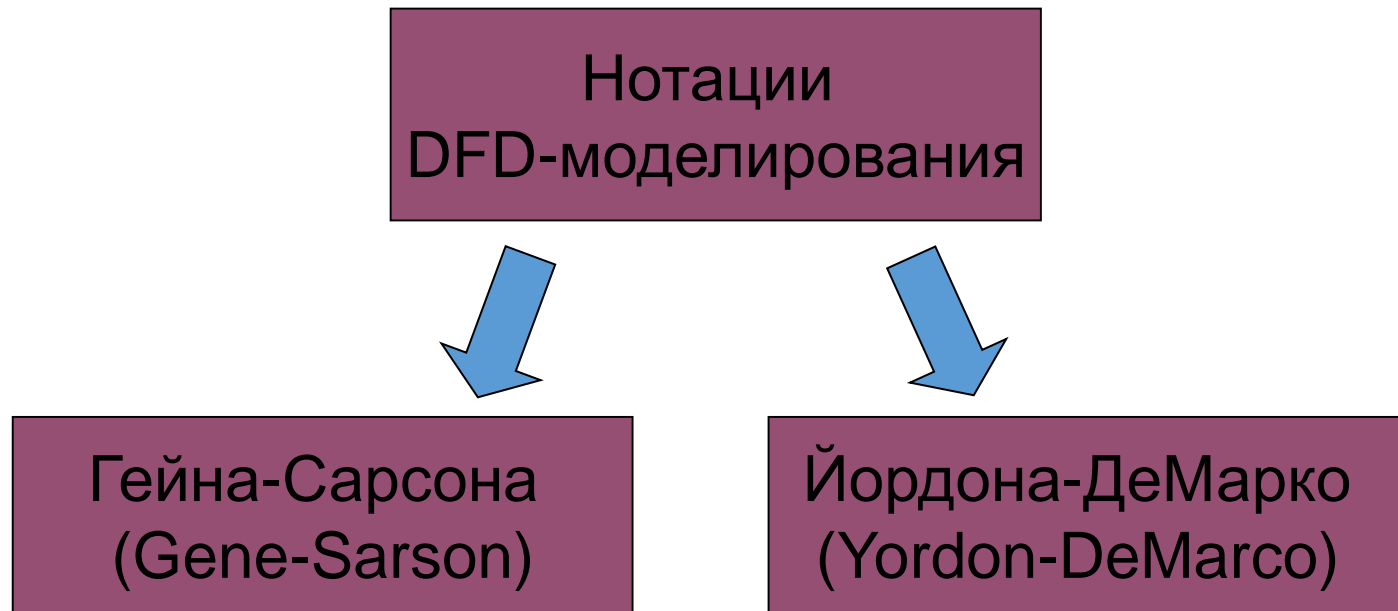 Нотации
DFD-моделирования
Гейна-Сарсона
(Gene-Sarson)
Йордона-ДеМарко
(Yordon-DeMarco)